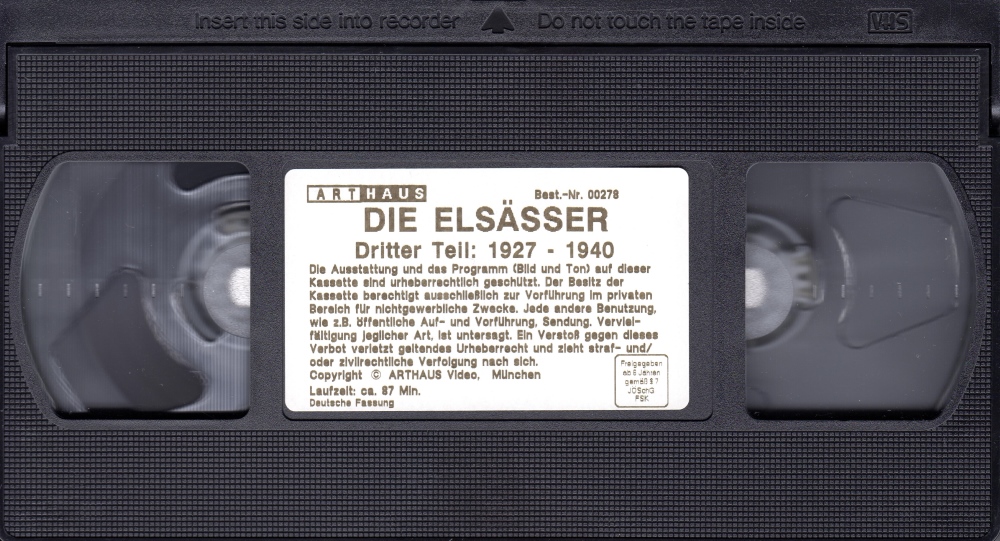 Insert this side into recorder Do not touch the tape inside VHS
ARTHAUS Best.-Nr. 00278
DIE ELSÄSSER
Dritter Teil: 1927 - 1940
Die Ausstattung und das Programm (Bild und Ton) auf dieser
Kassette sind urheberrechtlich geschützt. Der Besitz der
Kassette berechtigt ausschließlich zur Vorführung im privaten
Bereich für nichtgewerbliche Zwecke. Jede andere Benutzung,
wie z.B. öffentliche Auf- und Vorführung, Sendung. Verviel-
fältigung jeglicher Art, ist untersagt. Ein Verstoß gegen dieses
Verbot verletzt geltendes Urheberrecht und zieht straf- und/
oder zivilrechtliche Verfolgung nach sich.
Copyright © ARTHAUS Video, München
Laufzeit: ca. 87 Min.
Deutsche Fassung
Freigegeben
ab 6 Jahren
gemäß § 7
JÖSchG
FSK